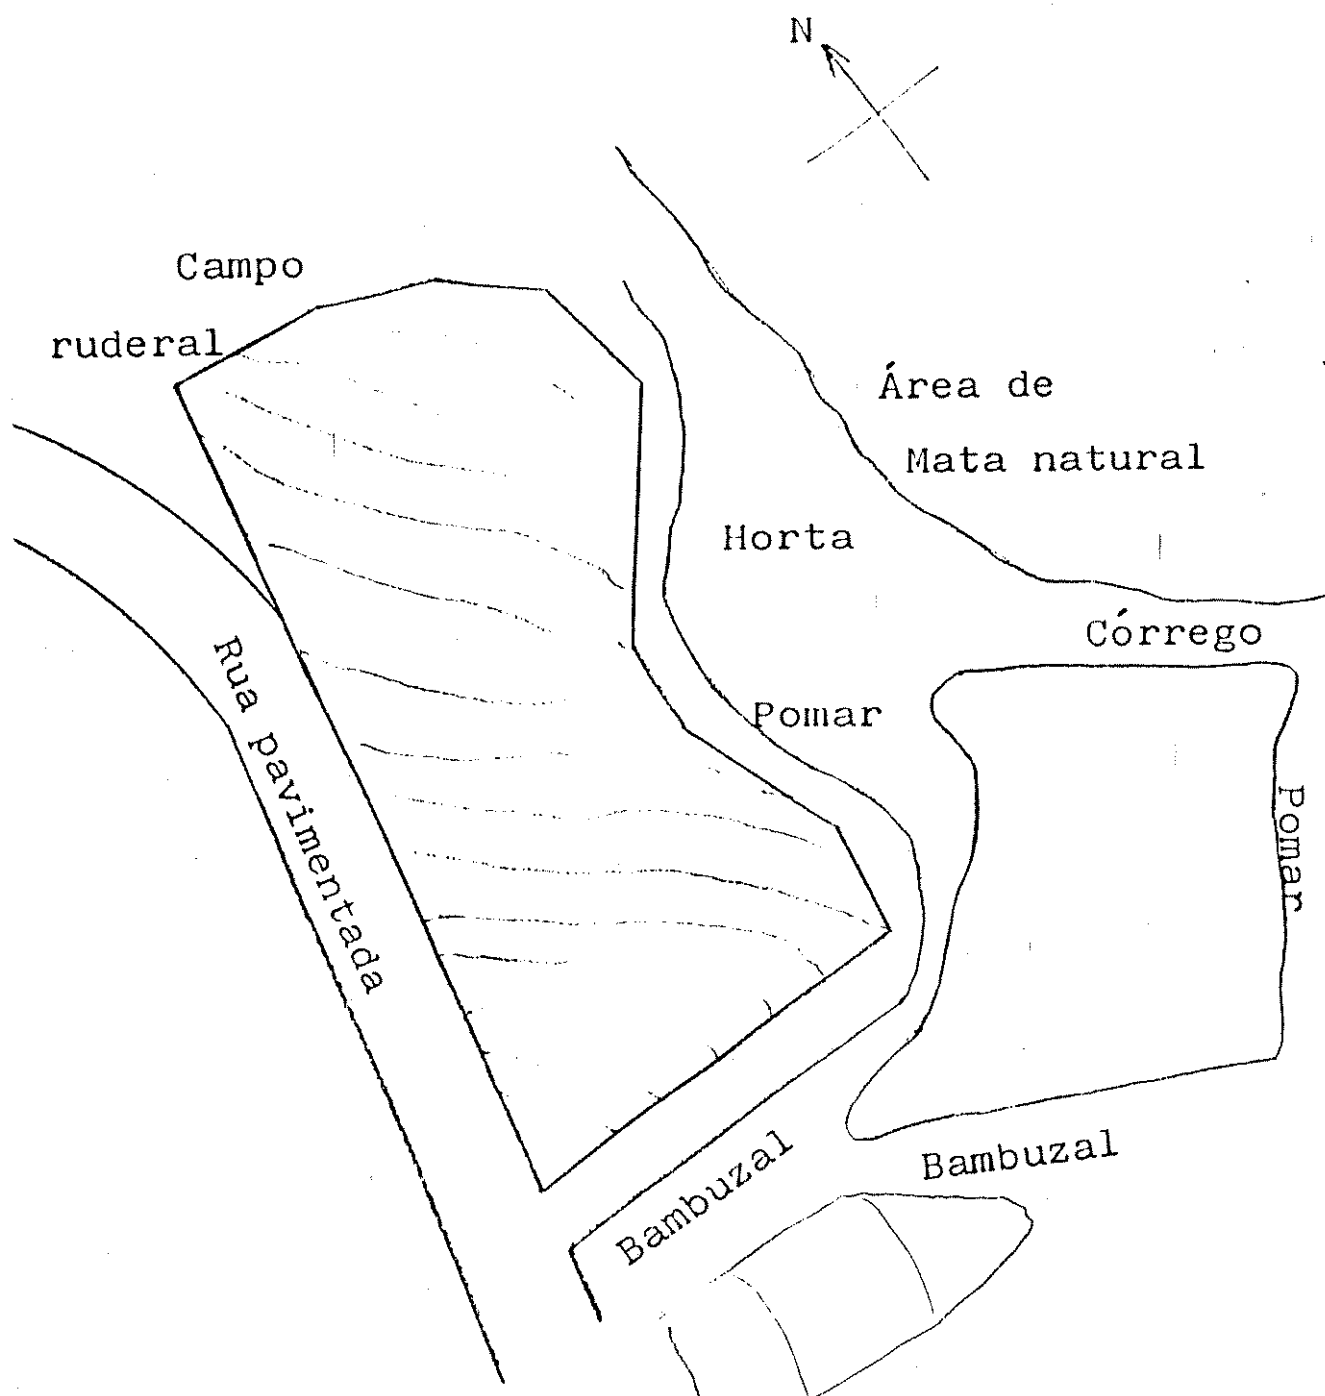 N
Campo
ruderal
Área de
Mata natural
Horta
Córrego
Rua pavimentada
Pomar
Pomar
Bambuzal
Bambuzal